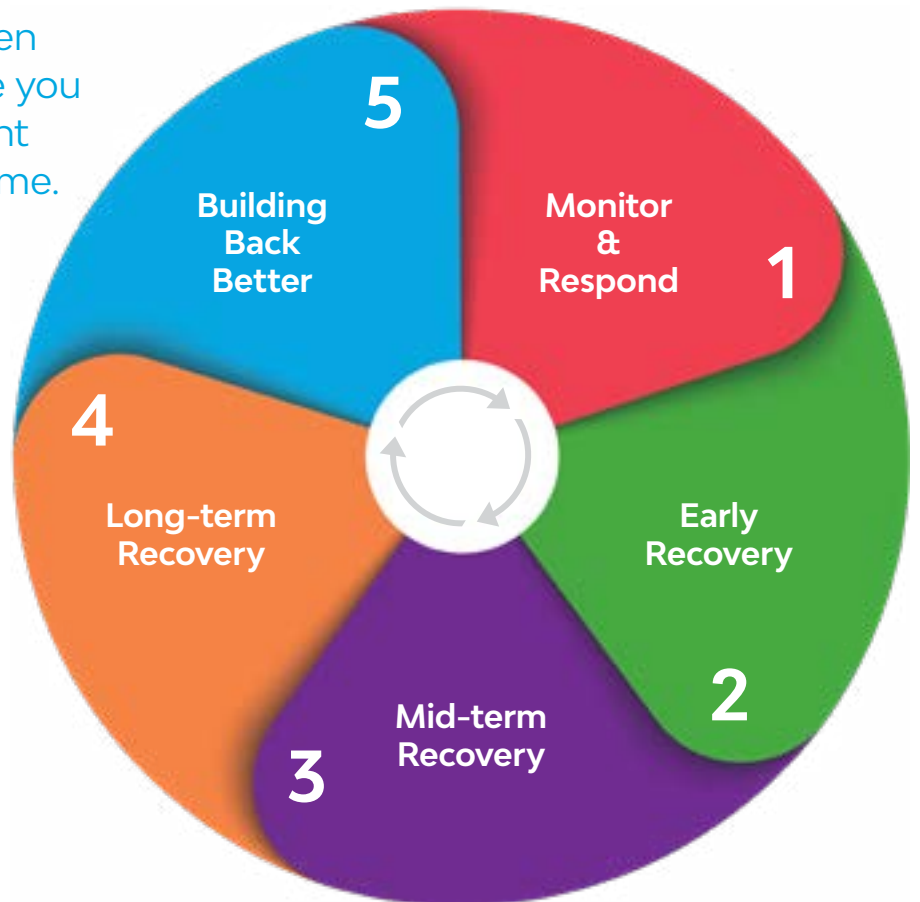 en
e you
nt
me.
5
Building
Back
Better
Monitor
&
Respond
1
4
Long-term
Recovery
Early
Recovery
2
Mid-term
Recovery
3